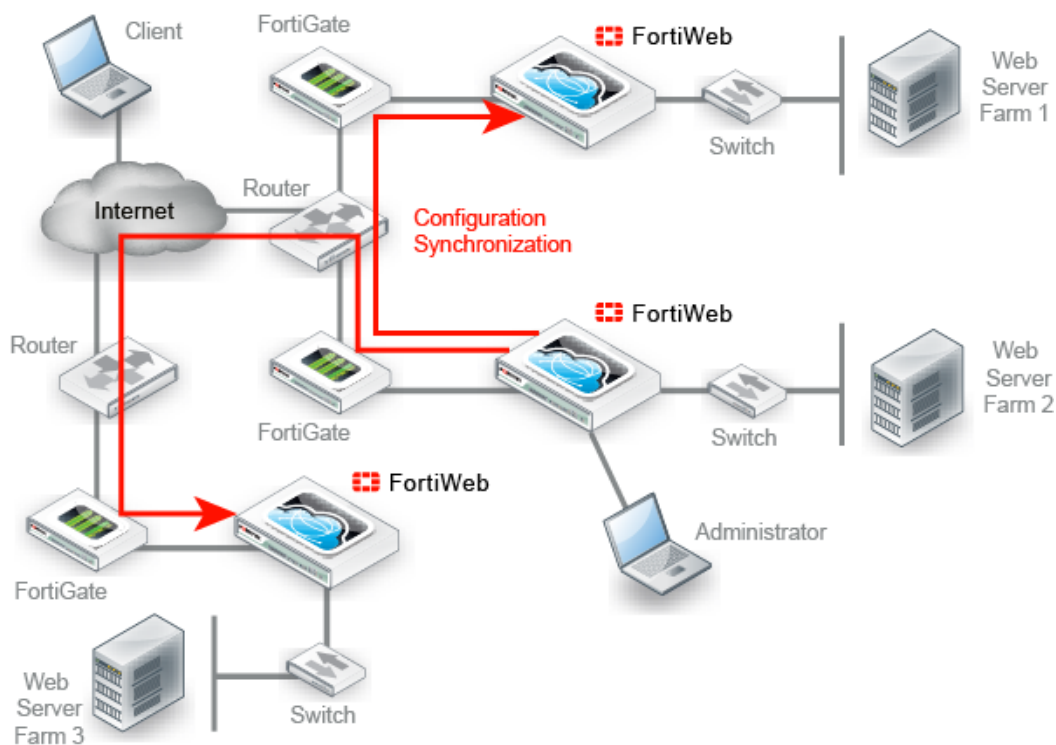 Client
FortiGate
FortiWeb
Web
Server
Farm 1
Switch
Router
Internet
Configuration
Synchronization
FortiWeb
Router
Web
Server
Farm 2
FortiGate
Switch
FortiWeb
Administrator
FortiGate
Web
Server
Farm 3
Switch